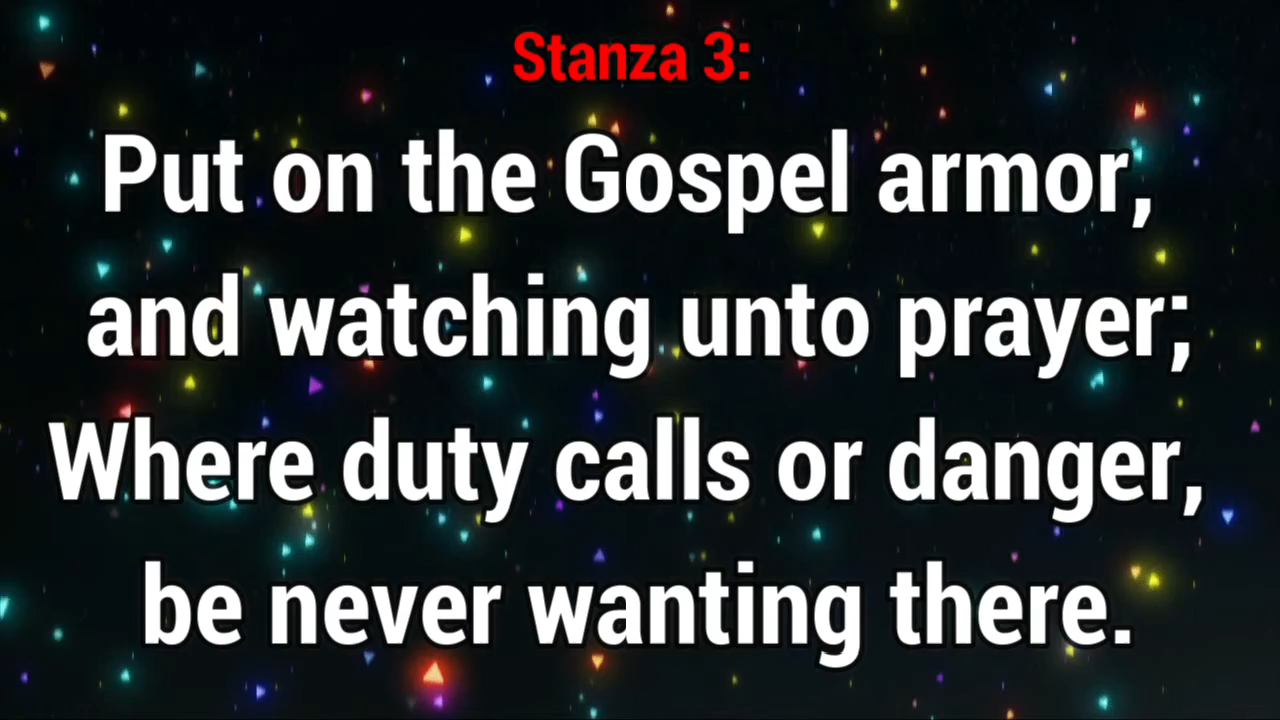 Stanza 3:
Put on the Gospel armor,
and watching unto prayer;
Where duty calls or danger,
be never wanting there.